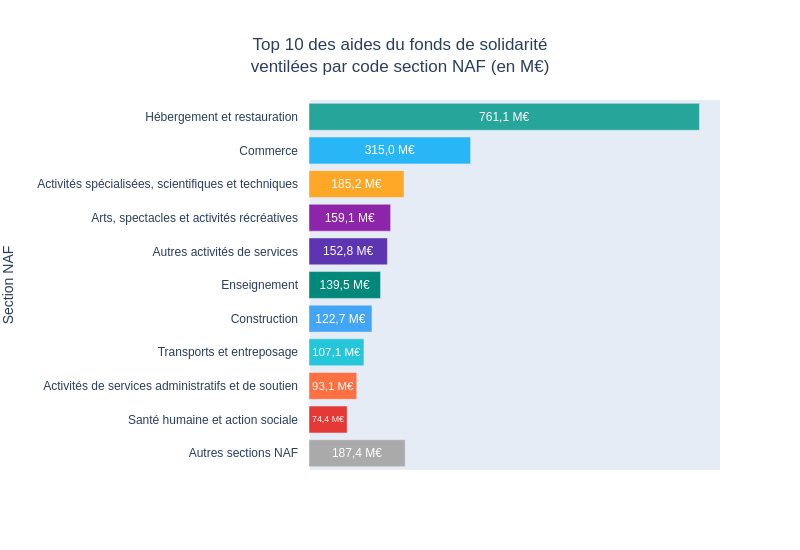 Top 10 des aides du fonds de solidarité
ventilées par code section NAF (en M€)
Section NAF
Hébergement et restauration 761,1 M€
Commerce 315,0 M€
Activités spécialisées, scientifiques et techniques 185,2 M€
Arts, spectacles et activités récréatives 159,1 M€
Autres activités de services 152,8 M€
Enseignement 139,5 M€
Construction 122,7 M€
Transports et entreposage 107,1 M€
Activités de services administratifs et de soutien 93,1 M€
Santé humaine et action sociale 74,4 M€
Autres sections NAF 187,4 M€